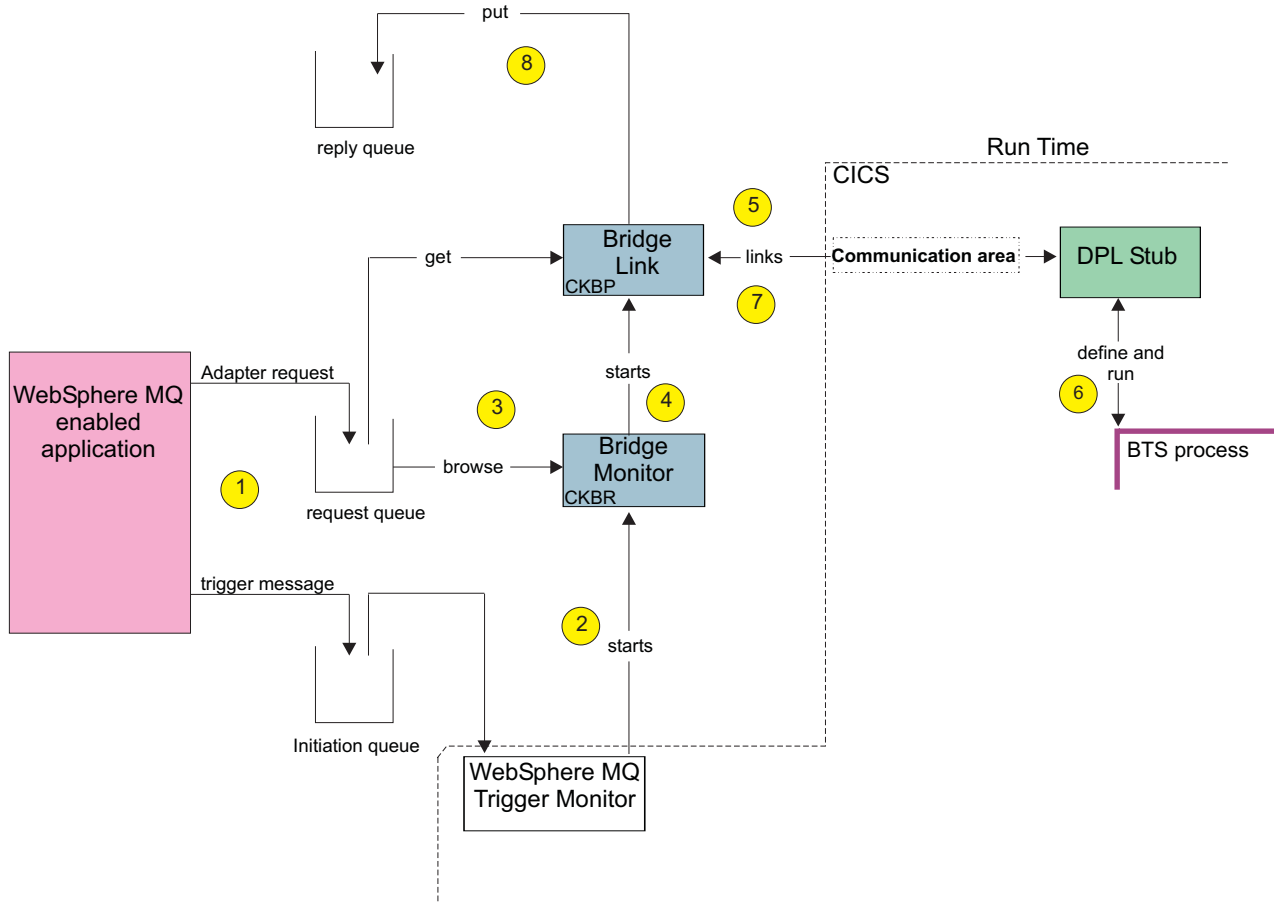 put
8
reply queue
Run Time
CICS
5
Bridge
Link
CKBP
get
links
Communication area
DPL Stub
7
WebSphere MQ
enabled
application
Adapter request
starts
define and
run
3
4
6
Bridge
Monitor
CKBR
browse
BTS process
1
request queue
trigger message
2
starts
Initiation queue
WebSphere MQ
Trigger Monitor